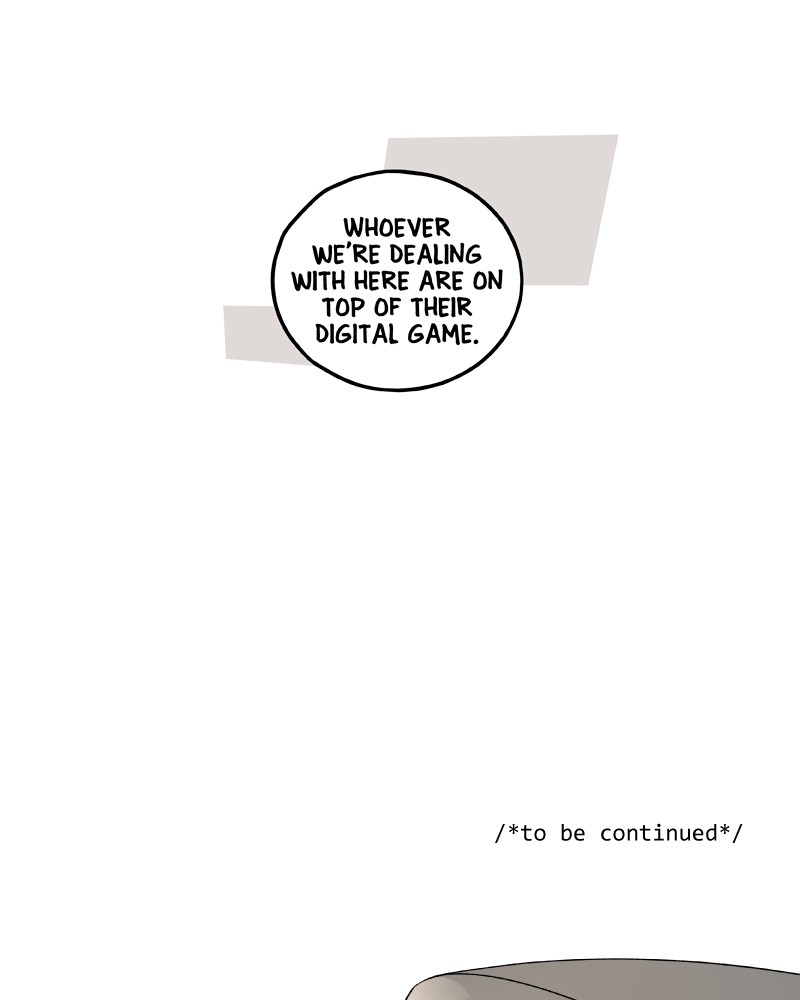 WHOEVER
WE'RE DEALING
WITH HERE ARE ON
TOP OF THEIR
DIGITAL GAME.
/*to be continued*/